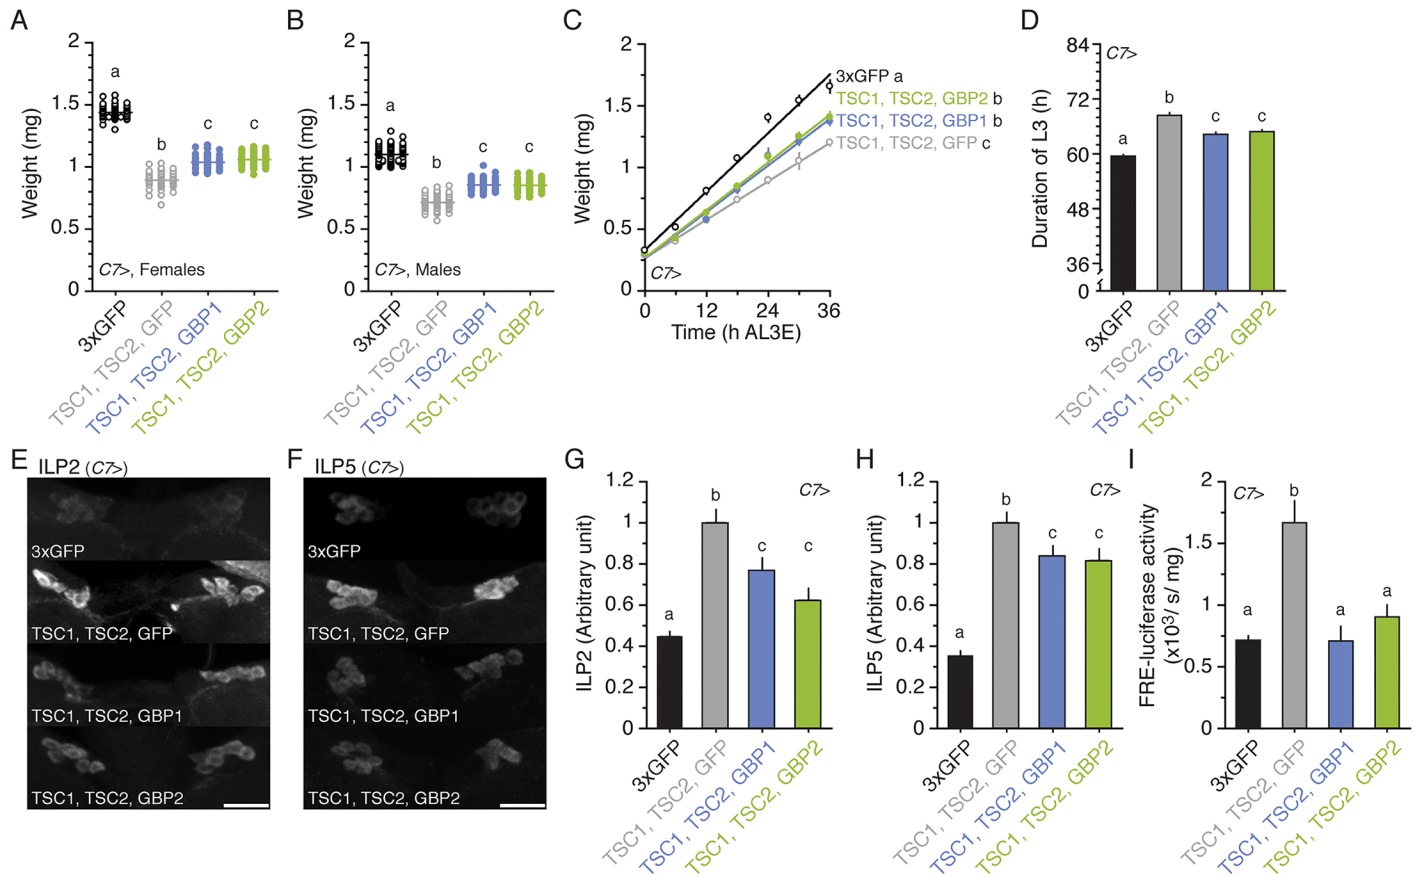 A
Weight (mg)
2
1.5
1
0.5
0
a
b
c
c
C7>, Females
3xGFP
TSC1, TSC2, GFP
TSC1, TSC2, GBP1
TSC1, TSC2, GBP2
B
Weight (mg)
2
1.5
1
0.5
0
a
b
c
c
C7>, Males
3xGFP
TSC1, TSC2, GFP
TSC1, TSC2, GBP1
TSC1, TSC2, GBP2
C
Weight (mg)
2
1.5
1
0.5
0
3xGFP a
TSC1, TSC2, GBP2 b
TSC1, TSC2, GBP1 b
TSC1, TSC2, GFP c
C7>
0 12 24 36
Time (h AL3E)
D
Duration of L3 (h)
84
72
60
48
36
0
C7>
a
b
c
c
3xGFP
TSC1, TSC2, GFP
TSC1, TSC2, GBP1
TSC1, TSC2, GBP2
E
ILP2 (C7>)
3xGFP
TSC1, TSC2, GFP
TSC1, TSC2, GBP1
TSC1, TSC2, GBP2
F
ILP5 (C7>)
3xGFP
TSC1, TSC2, GFP
TSC1, TSC2, GBP1
TSC1, TSC2, GBP2
G
ILP2 (Arbitrary unit)
1.2
1
0.8
0.6
0.4
0.2
0
C7>
a
b
c
c
3xGFP
TSC1, TSC2, GFP
TSC1, TSC2, GBP1
TSC1, TSC2, GBP2
H
ILP5 (Arbitrary unit)
1.2
1
0.8
0.6
0.4
0.2
0
C7>
a
b
c
c
3xGFP
TSC1, TSC2, GFP
TSC1, TSC2, GBP1
TSC1, TSC2, GBP2
I
FRE-luciferase activity
(x10³/ s/ mg)
2
1.5
1
0.5
0
C7>
a
b
a
a
3xGFP
TSC1, TSC2, GFP
TSC1, TSC2, GBP1
TSC1, TSC2, GBP2